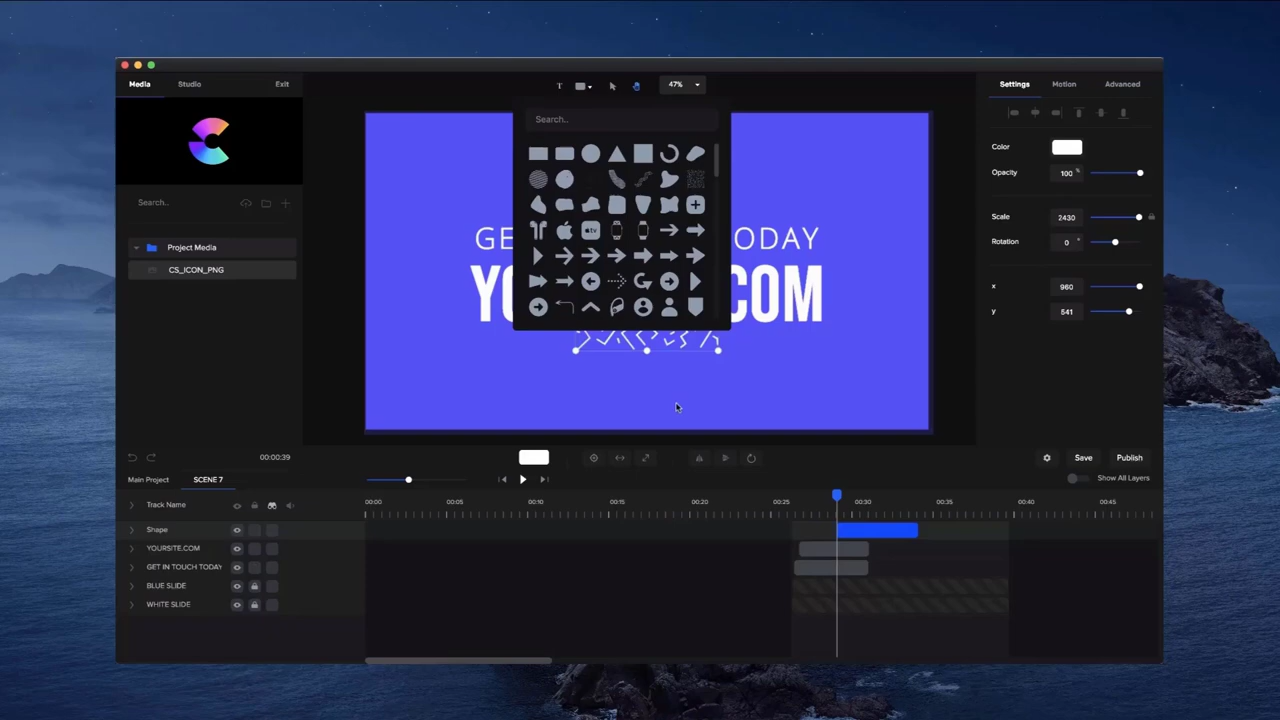 Media Studio Exit
T 47%
Settings Motion Advanced
Search..
Color
Opacity 100 %
Search..
Scale 2430
Rotation 0 °
GE ODAY
Project Media
CS_ICON_PNG
tv
YO .COM
x 960
y 541
00:00:39
Save Publish
Main Project SCENE 7
Show All Layers
Track Name
00:00 00:05 00:10 00:15 00:20 00:25 00:30 00:35 00:40 00:45
Shape
YOURSITE.COM
GET IN TOUCH TODAY
BLUE SLIDE
WHITE SLIDE